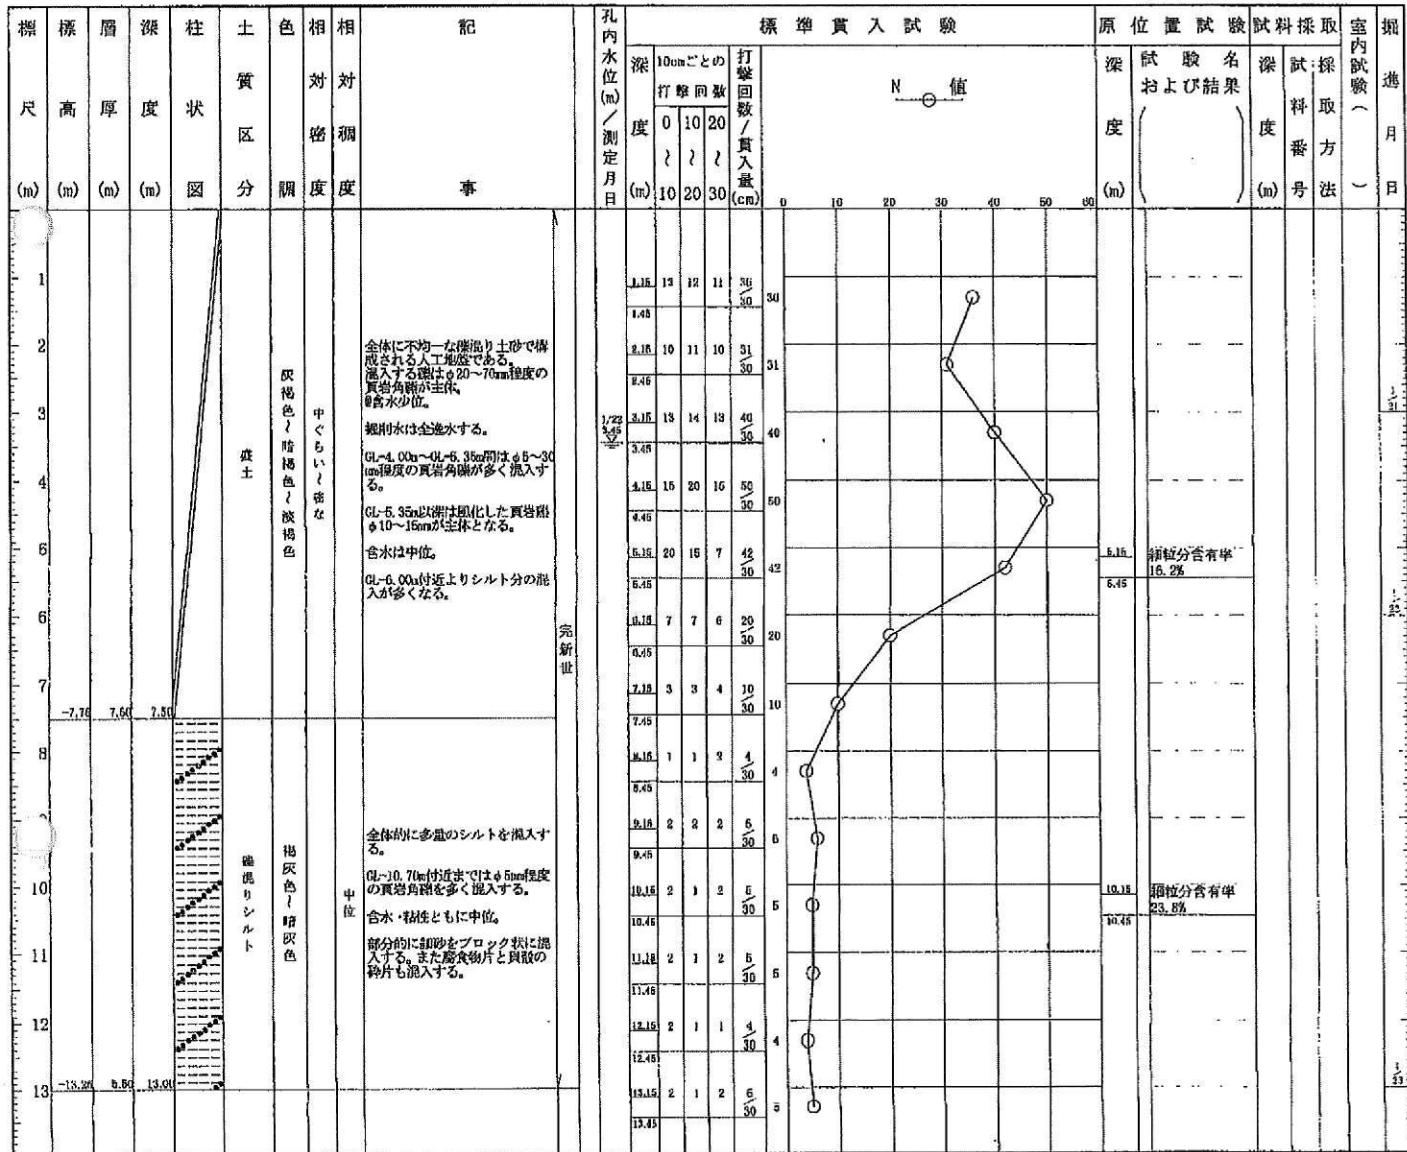 標尺(m)
標高(m)
層厚(m)
深度(m)
柱状図
土質区分
色調
相対密度
相対稠度
記事
孔内水位(m)/測定月日
標準貫入試験
深度(m)
10cmごとの打撃回数
0～10
10～20
20～30
打撃回数/貫入量(cm)
N 値
0 10 20 30 40 50 60
原位置試験
深度(m)
試験名および結果
試料採取
深度(m)
試料番号
採取方法
室内試験( )
掘進月日
1
2
3
4
5
6
7
8
10
11
12
13
-7.76 7.50 7.50
盛土
灰褐色～暗褐色～淡褐色
中ぐらい～密な
全体に不均一な礫混り土砂で構
成される人工地盤である。
混入する礫はφ20～70mm程度の
頁岩角礫が主体。
含水少位。
掘削水は全逸水する。
GL-4.00m～GL-5.35m間はφ5～30
mm程度の頁岩角礫が多く混入す
る。
GL-5.35m以深は風化した頁岩礫
φ10～15mmが主体となる。
含水は中位。
GL-6.00m付近よりシルト分の混
入が多くなる。
完新世
-13.26 5.50 13.00
礫混りシルト
褐灰色～暗灰色
中位
全体的に多量のシルトを混入す
る。
GL-10.70m付近まではφ5mm程度
の頁岩角礫を多く混入する。
含水・粘性ともに中位。
部分的に細砂をブロック状に混
入する。また腐食物片と貝殻の
砕片も混入する。
1/22
3.45
1.15 13 12 11 36/30 36
1.45
2.15 10 11 10 31/30 31
2.45
3.15 13 14 13 40/30 40
3.45
4.15 15 20 15 50/30 50
4.45
5.15 20 15 7 42/30 42
5.45
6.15 7 7 6 20/30 20
6.45
7.15 3 3 4 10/30 10
7.45
8.15 1 1 2 4/30 4
8.45
9.15 2 2 2 6/30 6
9.45
10.15 2 1 2 5/30 5
10.45
11.15 2 1 2 5/30 5
11.45
12.15 2 1 1 4/30 4
12.45
13.15 2 1 2 5/30 5
13.45
5.15 細粒分含有率
16.2%
5.45
10.15 細粒分含有率
23.8%
10.45
1/21
1/22
1/23